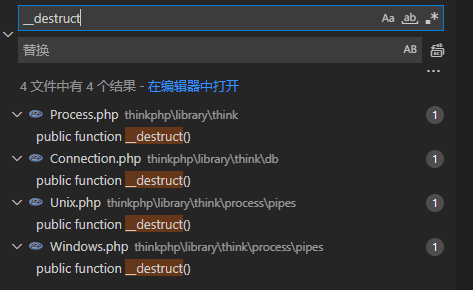 __destruct Aa ab .*
替换 AB
...
4 文件中有 4 个结果 - 在编辑器中打开
Process.php thinkphp\library\think 1
public function __destruct()
Connection.php thinkphp\library\think\db 1
public function __destruct()
Unix.php thinkphp\library\think\process\pipes 1
public function __destruct()
Windows.php thinkphp\library\think\process\pipes 1
public function __destruct()